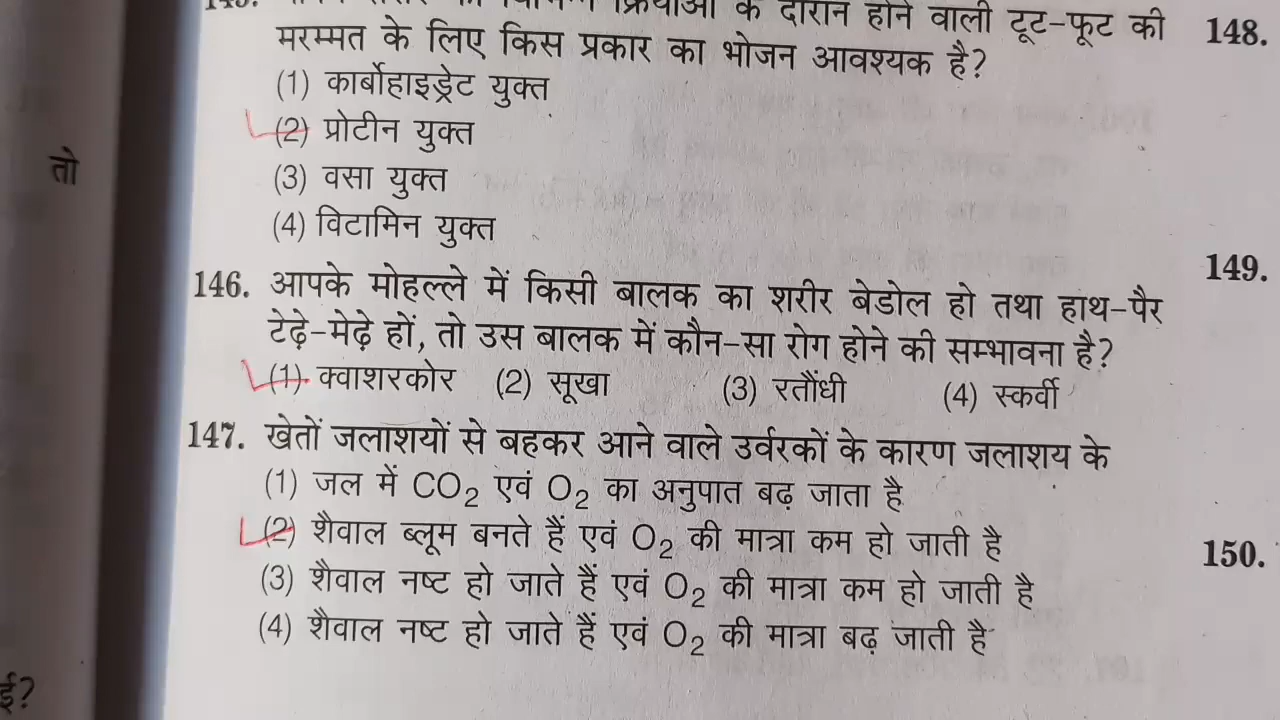 के दौरान होने वाली टूट-फूट की
मरम्मत के लिए किस प्रकार का भोजन आवश्यक है?
(1) कार्बोहाइड्रेट युक्त
(2) प्रोटीन युक्त
(3) वसा युक्त
(4) विटामिन युक्त
146. आपके मोहल्ले में किसी बालक का शरीर बेडोल हो तथा हाथ-पैर
टेढ़े-मेढ़े हों, तो उस बालक में कौन-सा रोग होने की सम्भावना है?
(1) क्वाशरकोर (2) सूखा (3) रतौंधी (4) स्कर्वी
147. खेतों जलाशयों से बहकर आने वाले उर्वरकों के कारण जलाशय के
(1) जल में CO2 एवं O2 का अनुपात बढ़ जाता है
(2) शैवाल ब्लूम बनते हैं एवं O2 की मात्रा कम हो जाती है
(3) शैवाल नष्ट हो जाते हैं एवं O2 की मात्रा कम हो जाती है
(4) शैवाल नष्ट हो जाते हैं एवं O2 की मात्रा बढ़ जाती है
148.
149.
150.
तो
ई?